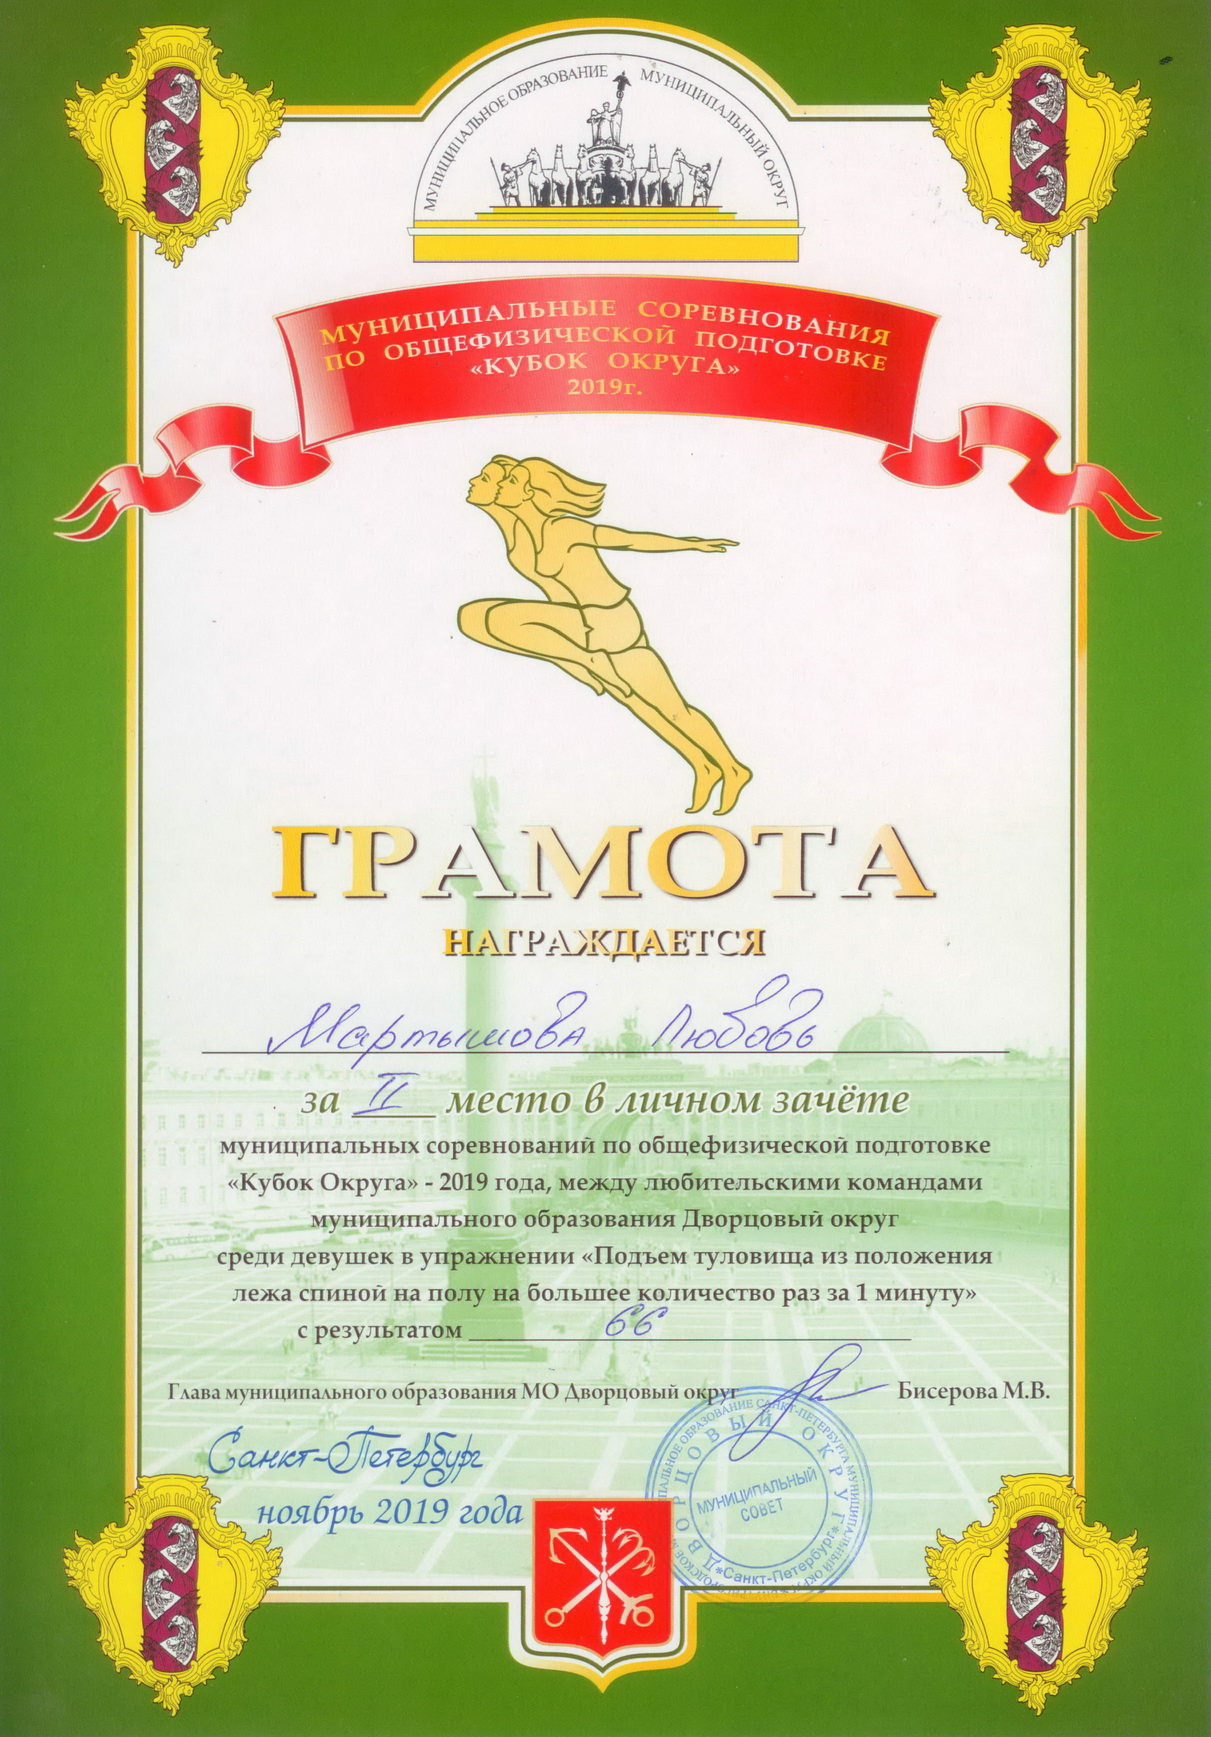 МУНИЦИПАЛЬНОЕ ОБРАЗОВАНИЕ МУНИЦИПАЛЬНЫЙ ОКРУГ
МУНИЦИПАЛЬНЫЕ СОРЕВНОВАНИЯ
ПО ОБЩЕФИЗИЧЕСКОЙ ПОДГОТОВКЕ
«КУБОК ОКРУГА»
2019г.
ГРАМОТА
НАГРАЖДАЕТСЯ
Мартышова Любовь
за II место в личном зачёте
муниципальных соревнований по общефизической подготовке
«Кубок Округа» - 2019 года, между любительскими командами
муниципального образования Дворцовый округ
среди девушек в упражнении «Подъем туловища из положения
лежа спиной на полу на большее количество раз за 1 минуту»
с результатом 66
Глава муниципального образования МО Дворцовый округ Бисерова М.В.
Санкт-Петербург
ноябрь 2019 года
ДВОРЦОВЫЙ ОКРУГ
МУНИЦИПАЛЬНЫЙ
СОВЕТ
*Санкт-Петербург*